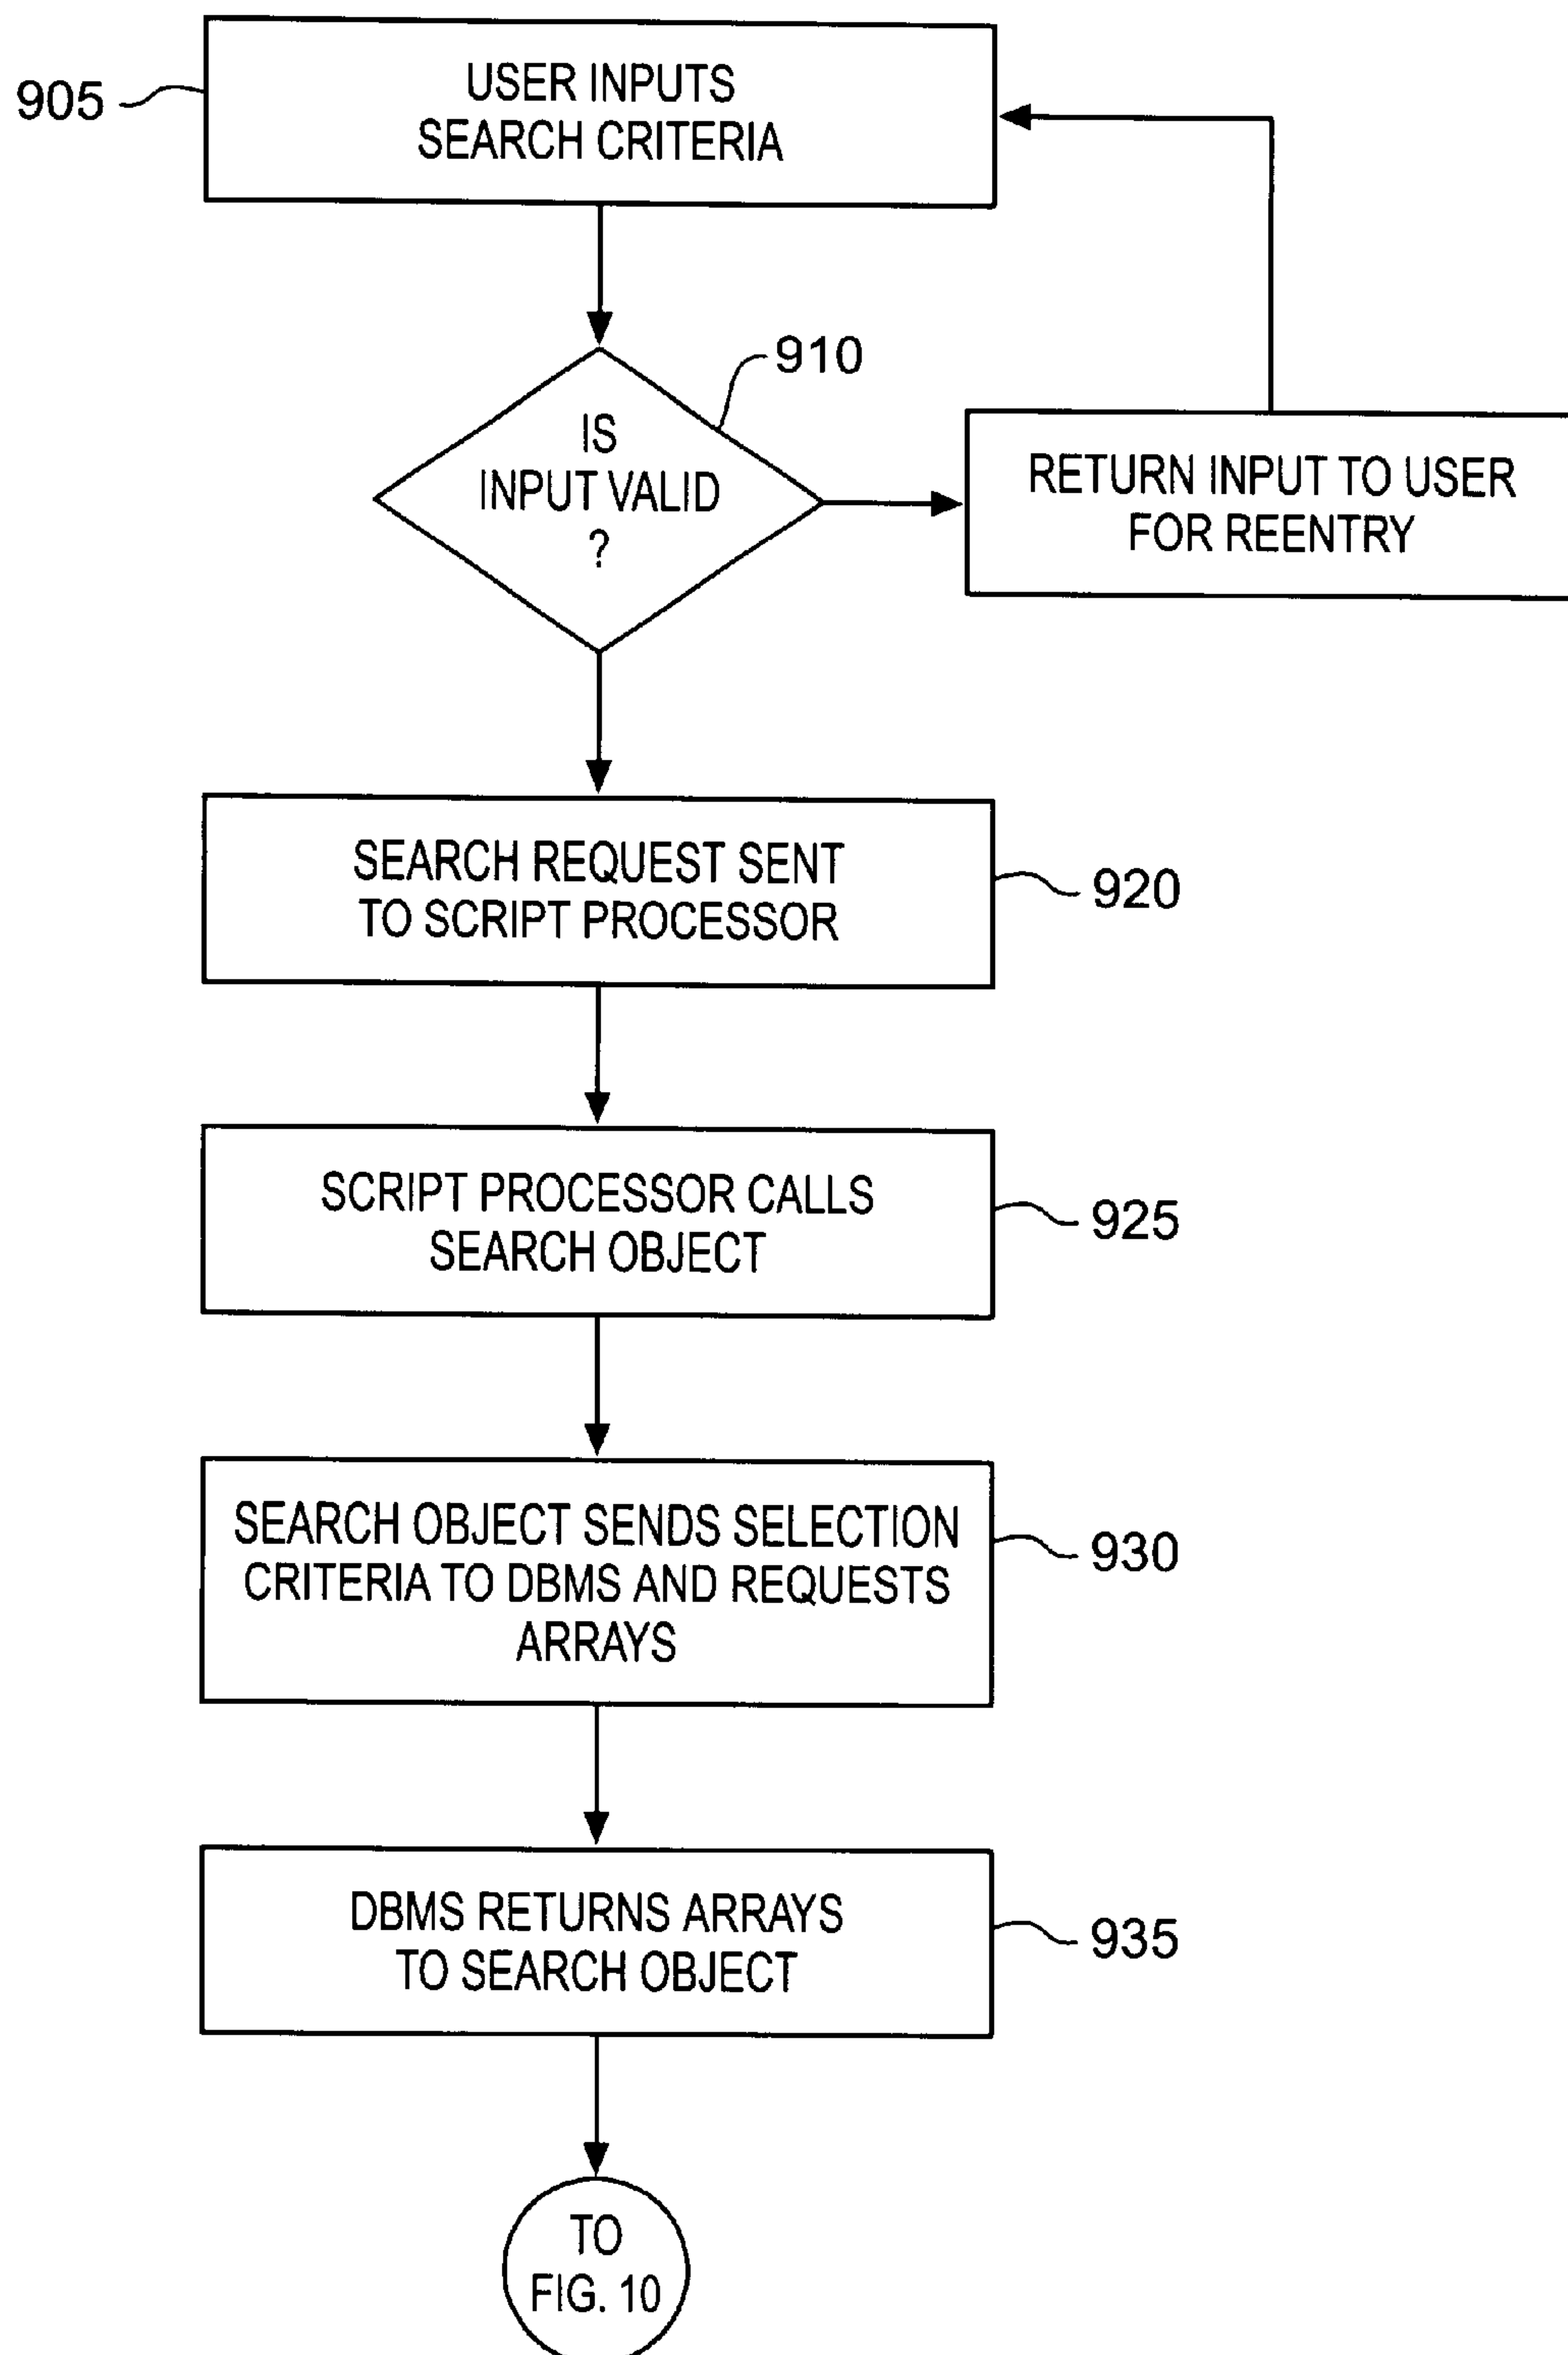 905
USER INPUTS
SEARCH CRITERIA
910
IS
INPUT VALID
?
RETURN INPUT TO USER
FOR REENTRY
SEARCH REQUEST SENT
TO SCRIPT PROCESSOR
920
SCRIPT PROCESSOR CALLS
SEARCH OBJECT
925
SEARCH OBJECT SENDS SELECTION
CRITERIA TO DBMS AND REQUESTS
ARRAYS
930
DBMS RETURNS ARRAYS
TO SEARCH OBJECT
935
TO
FIG. 10